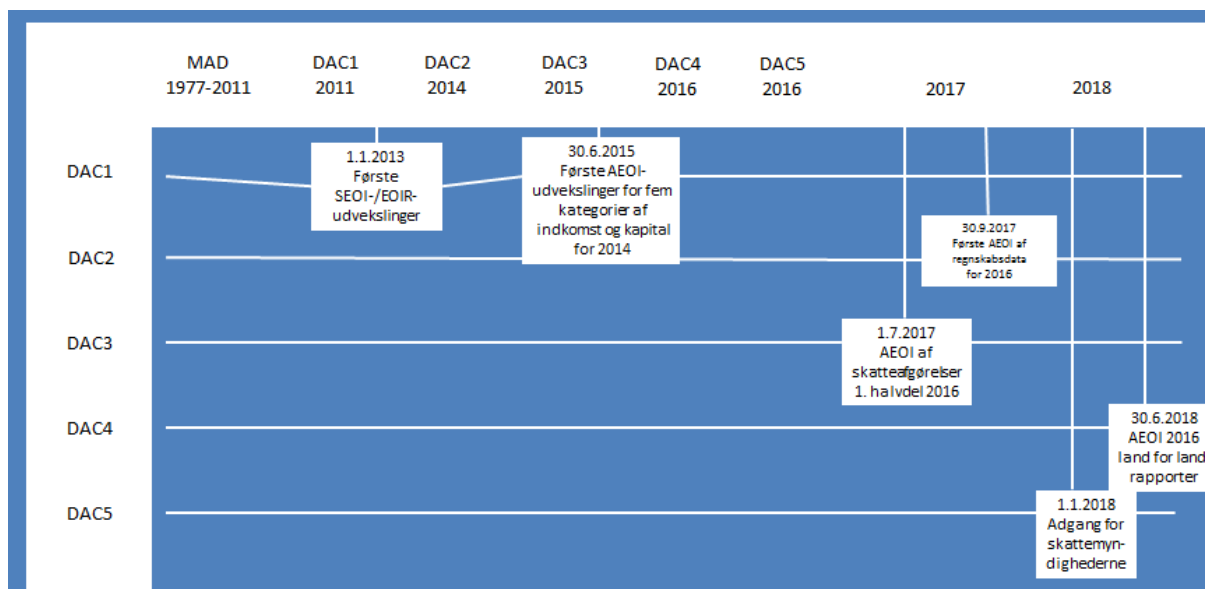 MAD
1977-2011
DAC1
2011
DAC2
2014
DAC3
2015
DAC4
2016
DAC5
2016
2017
2018
DAC1
1.1.2013
Første
SEOI-/EOIR-
udvekslinger
30.6.2015
Første AEOI-
udvekslinger for fem
kategorier af
indkomst og kapital
for 2014
DAC2
30.9.2017
Første AEOI af
regnskabsdata
for 2016
DAC3
1.7.2017
AEOI af
skatteafgørelser
1. halvdel 2016
DAC4
30.6.2018
AEOI 2016
land for land
rapporter
DAC5
1.1.2018
Adgang for
skattemyn-
dighederne